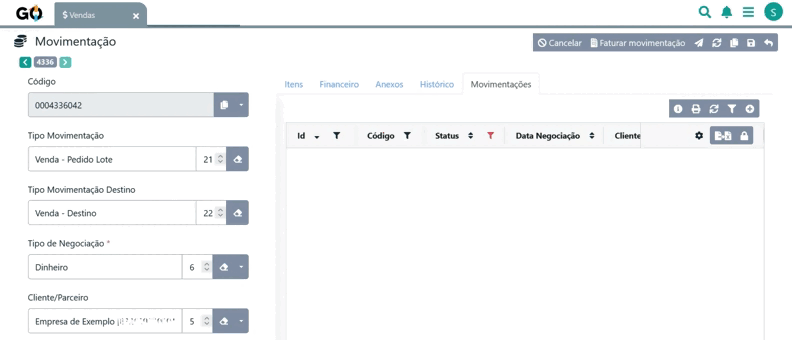 GO
$ Vendas x
S
Movimentação
Cancelar Faturar movimentação
4336
Código
0004336042
Tipo Movimentação
Venda - Pedido Lote 21
Tipo Movimentação Destino
Venda - Destino 22
Tipo de Negociação *
Dinheiro 6
Cliente/Parceiro
Empresa de Exemplo 5
Itens Financeiro Anexos Histórico Movimentações
Id Código Status Data Negociação Cliente